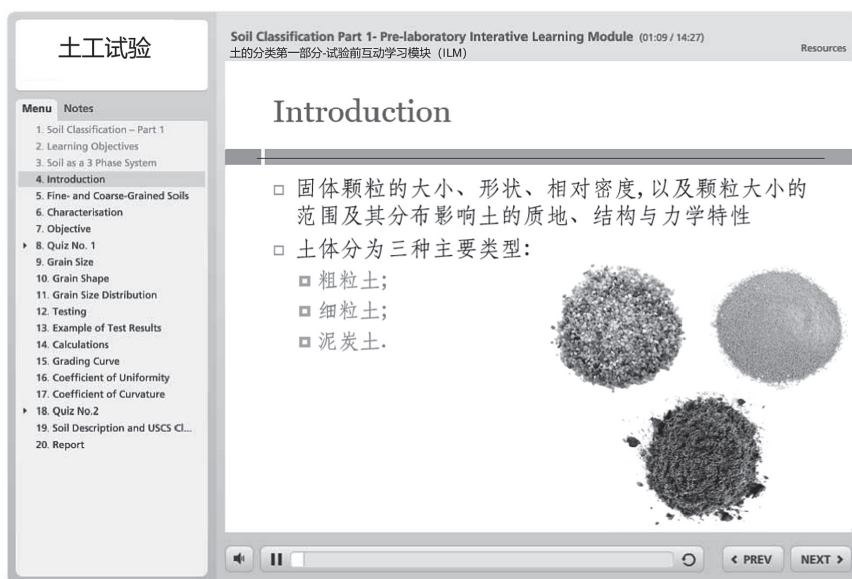 土工试验
Menu Notes
1. Soil Classification – Part 1
2. Learning Objectives
3. Soil as a 3 Phase System
4. Introduction
5. Fine- and Coarse-Grained Soils
6. Characterisation
7. Objective
8. Quiz No. 1
9. Grain Size
10. Grain Shape
11. Grain Size Distribution
12. Testing
13. Example of Test Results
14. Calculations
15. Grading Curve
16. Coefficient of Uniformity
17. Coefficient of Curvature
18. Quiz No.2
19. Soil Description and USCS Cl...
20. Report
Soil Classification Part 1- Pre-laboratory Interative Learning Module (01:09 / 14:27)
土的分类第一部分-试验前互动学习模块（ILM）
Resources
Introduction
固体颗粒的大小、形状、相对密度, 以及颗粒大小的
范围及其分布影响土的质地、结构与力学特性
土体分为三种主要类型:
粗粒土;
细粒土;
泥炭土.
PREV
NEXT